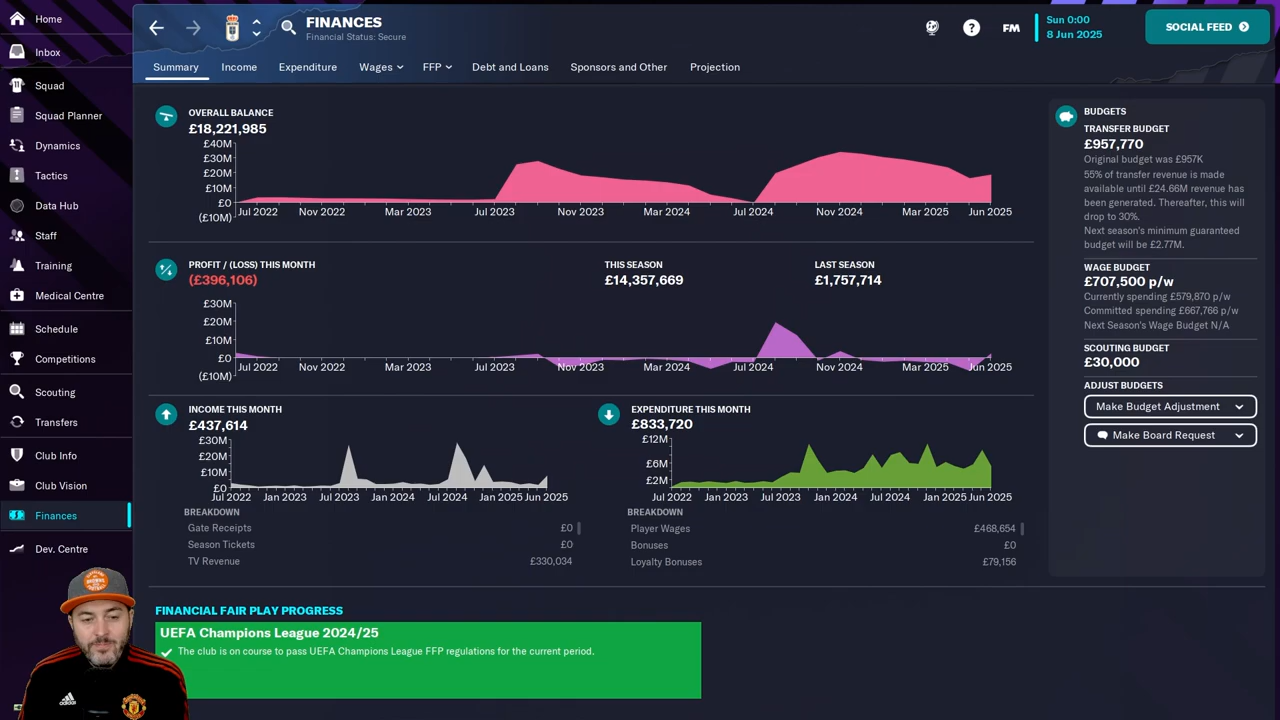 Home
Inbox
Squad
Squad Planner
Dynamics
Tactics
Data Hub
Staff
Training
Medical Centre
Schedule
Competitions
Scouting
Transfers
Club Info
Club Vision
Finances
Dev. Centre
FINANCES
Financial Status: Secure
?
FM
Sun 0:00
8 Jun 2025
SOCIAL FEED
Summary
Income
Expenditure
Wages
FFP
Debt and Loans
Sponsors and Other
Projection
OVERALL BALANCE
£18,221,985
£40M
£30M
£20M
£10M
£0
(£10M)
Jul 2022 Nov 2022 Mar 2023 Jul 2023 Nov 2023 Mar 2024 Jul 2024 Nov 2024 Mar 2025 Jun 2025
PROFIT / (LOSS) THIS MONTH
(£396,106)
THIS SEASON
£14,357,669
LAST SEASON
£1,757,714
£30M
£20M
£10M
£0
(£10M)
Jul 2022 Nov 2022 Mar 2023 Jul 2023 Nov 2023 Mar 2024 Jul 2024 Nov 2024 Mar 2025 Jun 2025
INCOME THIS MONTH
£437,614
£30M
£20M
£10M
£0
Jul 2022 Jan 2023 Jul 2023 Jan 2024 Jul 2024 Jan 2025 Jun 2025
BREAKDOWN
Gate Receipts £0
Season Tickets £0
TV Revenue £330,034
EXPENDITURE THIS MONTH
£833,720
£12M
£6M
£2M
Jul 2022 Jan 2023 Jul 2023 Jan 2024 Jul 2024 Jan 2025 Jun 2025
BREAKDOWN
Player Wages £468,654
Bonuses £0
Loyalty Bonuses £79,156
FINANCIAL FAIR PLAY PROGRESS
UEFA Champions League 2024/25
The club is on course to pass UEFA Champions League FFP regulations for the current period.
BUDGETS
TRANSFER BUDGET
£957,770
Original budget was £957K
55% of transfer revenue is made
available until £24.66M revenue has
been generated. Thereafter, this will
drop to 30%.
Next season's minimum guaranteed
budget will be £2.77M.
WAGE BUDGET
£707,500 p/w
Currently spending £579,870 p/w
Committed spending £667,766 p/w
Next Season's Wage Budget N/A
SCOUTING BUDGET
£30,000
ADJUST BUDGETS
Make Budget Adjustment
Make Board Request
adidas